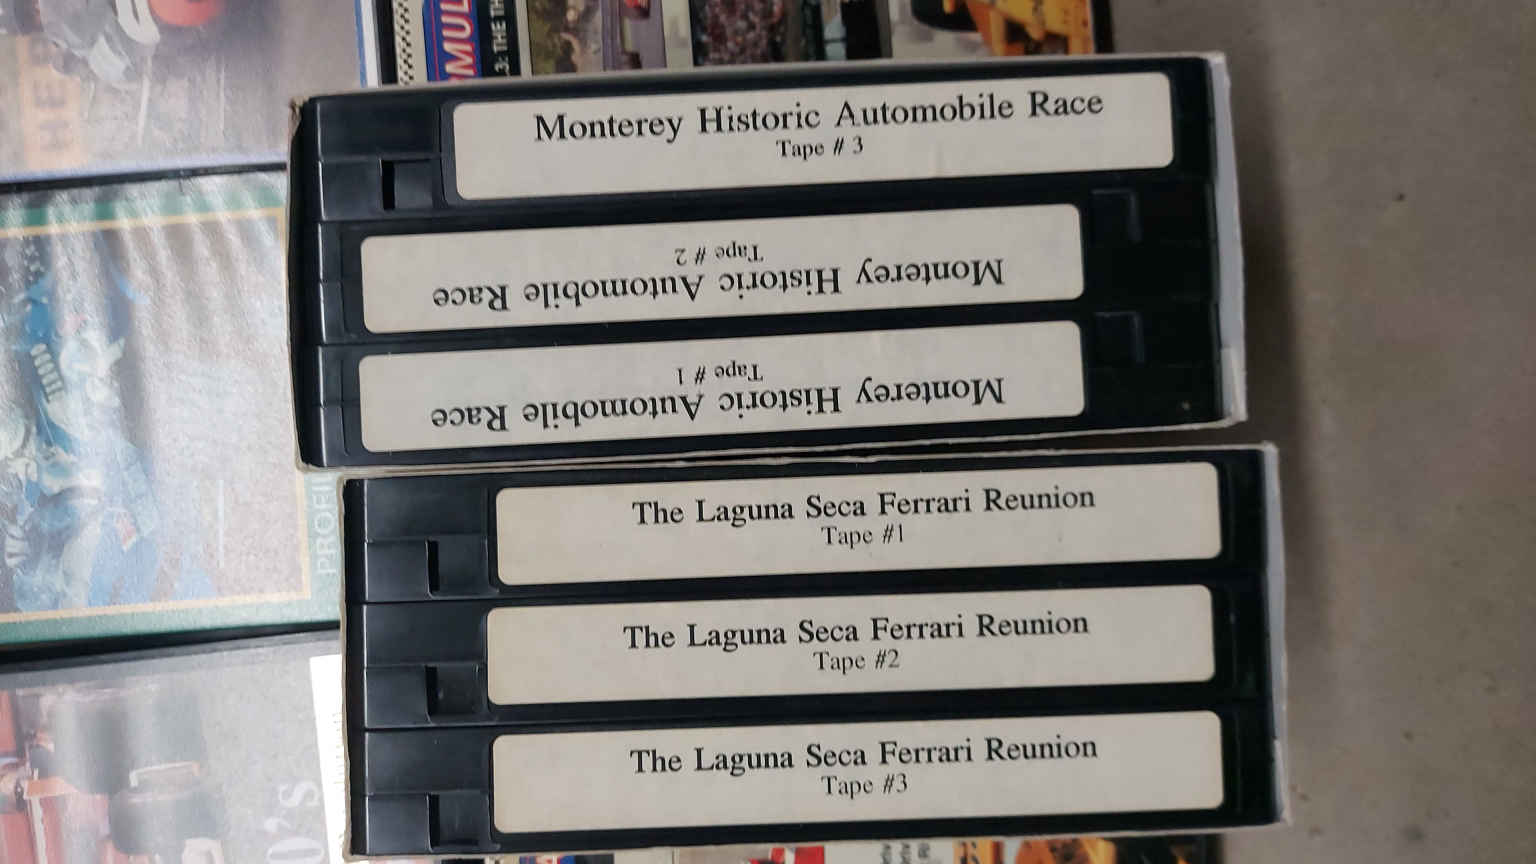 Monterey Historic Automobile Race
Tape # 3
Monterey Historic Automobile Race
Tape # 2
Monterey Historic Automobile Race
Tape # 1
The Laguna Seca Ferrari Reunion
Tape #1
The Laguna Seca Ferrari Reunion
Tape #2
The Laguna Seca Ferrari Reunion
Tape #3